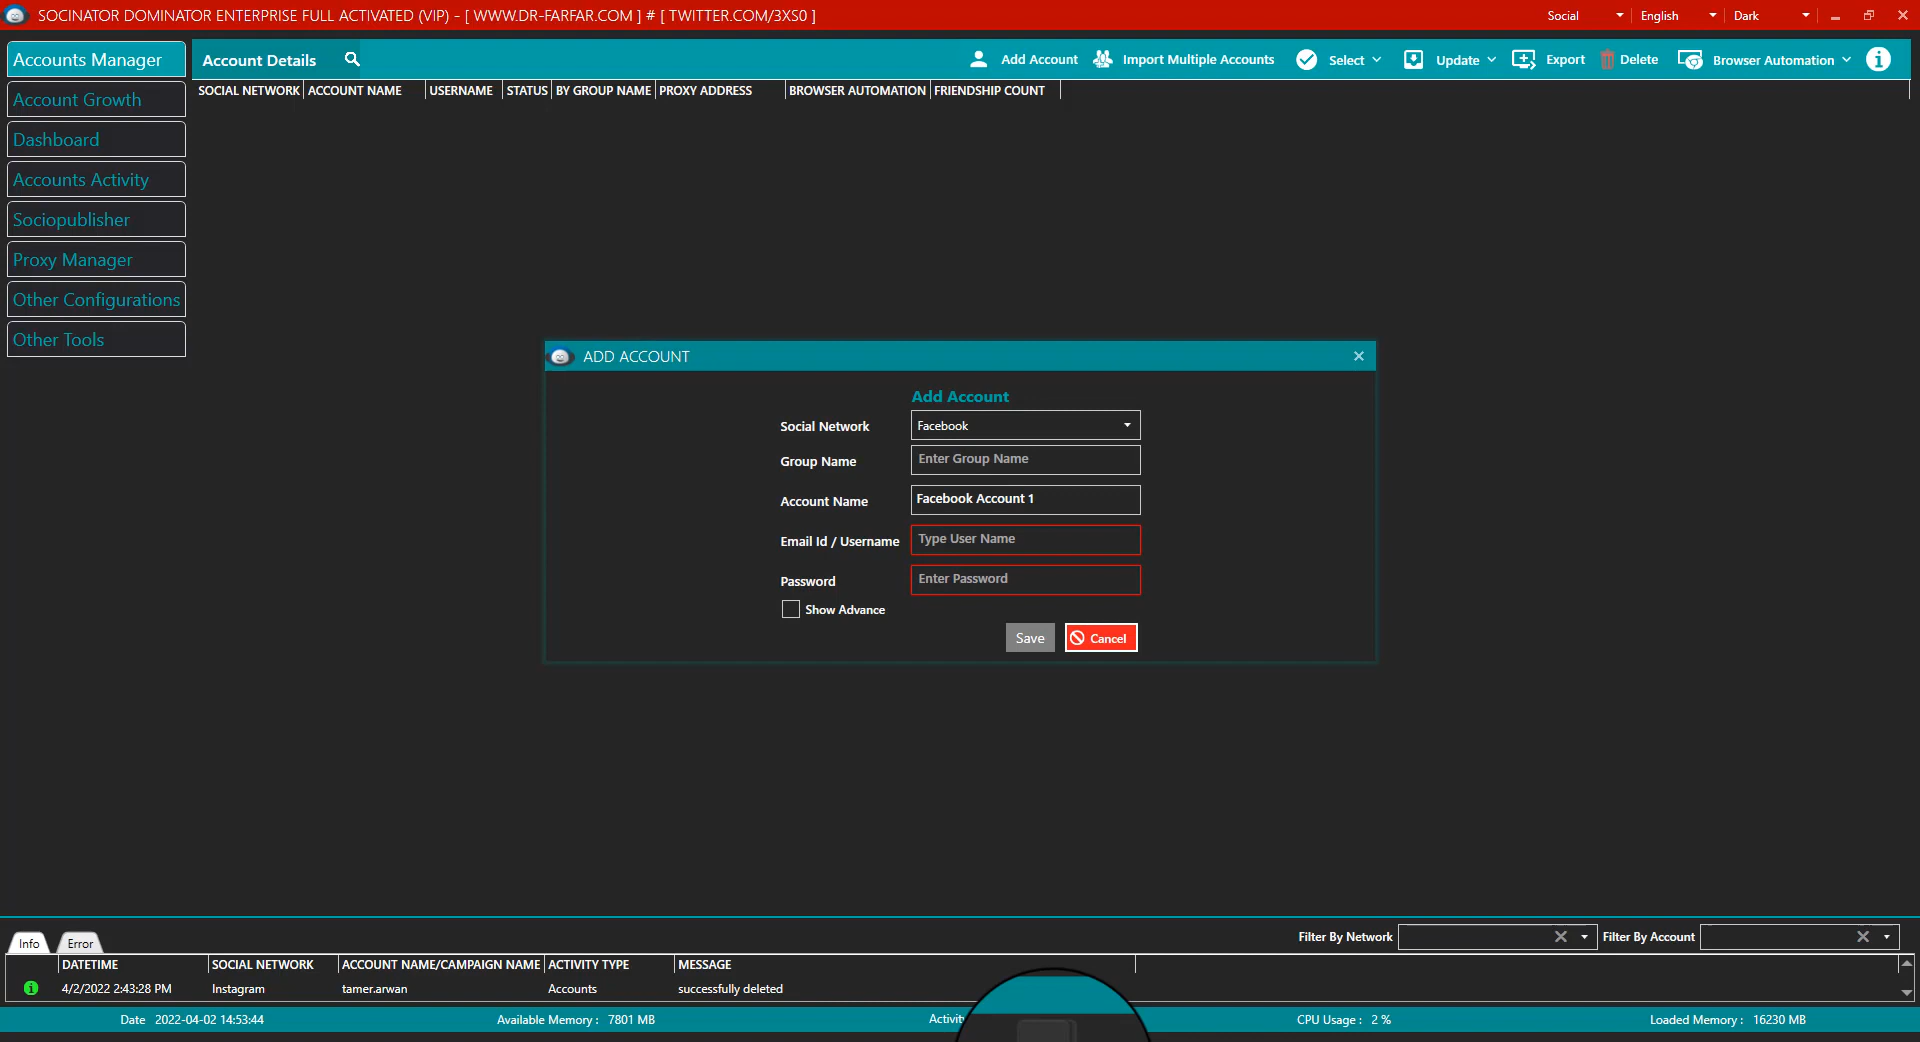 SOCINATOR DOMINATOR ENTERPRISE FULL ACTIVATED (VIP) - [ WWW.DR-FARFAR.COM ] # [ TWITTER.COM/3XS0 ]
Social English Dark
Accounts Manager
Account Growth
Dashboard
Accounts Activity
Sociopublisher
Proxy Manager
Other Configurations
Other Tools
Account Details Add Account Import Multiple Accounts Select Update Export Delete Browser Automation
SOCIAL NETWORK ACCOUNT NAME USERNAME STATUS BY GROUP NAME PROXY ADDRESS BROWSER AUTOMATION FRIENDSHIP COUNT
ADD ACCOUNT
Add Account
Social Network Facebook
Group Name Enter Group Name
Account Name Facebook Account 1
Email Id / Username Type User Name
Password Enter Password
Show Advance
Save Cancel
Info Error Filter By Network Filter By Account
DATETIME SOCIAL NETWORK ACCOUNT NAME/CAMPAIGN NAME ACTIVITY TYPE MESSAGE
4/2/2022 2:43:28 PM Instagram tamer.arwan Accounts successfully deleted
Date 2022-04-02 14:53:44 Available Memory : 7801 MB CPU Usage : 2 % Loaded Memory : 16230 MB